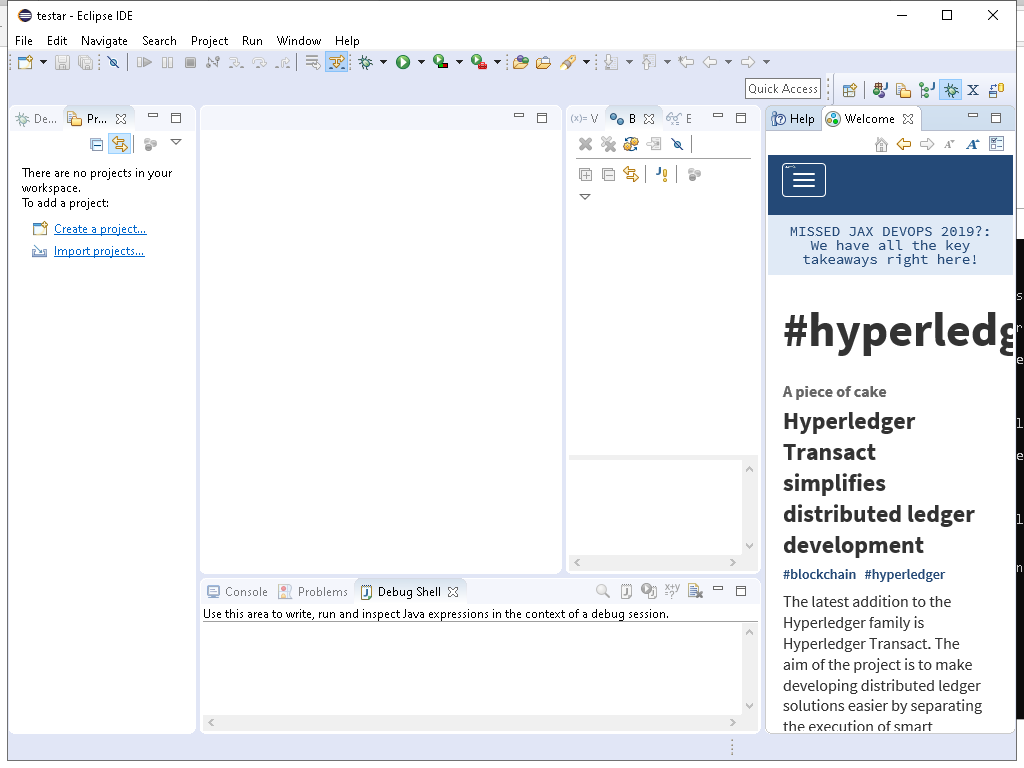 testar - Eclipse IDE
File Edit Navigate Search Project Run Window Help
Quick Access
De...
Pr...
There are no projects in your
workspace.
To add a project:
Create a project...
Import projects...
(x)= V
B
E
Help
Welcome
MISSED JAX DEVOPS 2019?:
We have all the key
takeaways right here!
#hyperledg
A piece of cake
Hyperledger
Transact
simplifies
distributed ledger
development
#blockchain #hyperledger
The latest addition to the
Hyperledger family is
Hyperledger Transact. The
aim of the project is to make
developing distributed ledger
solutions easier by separating
the execution of smart
Console Problems Debug Shell
Use this area to write, run and inspect Java expressions in the context of a debug session.